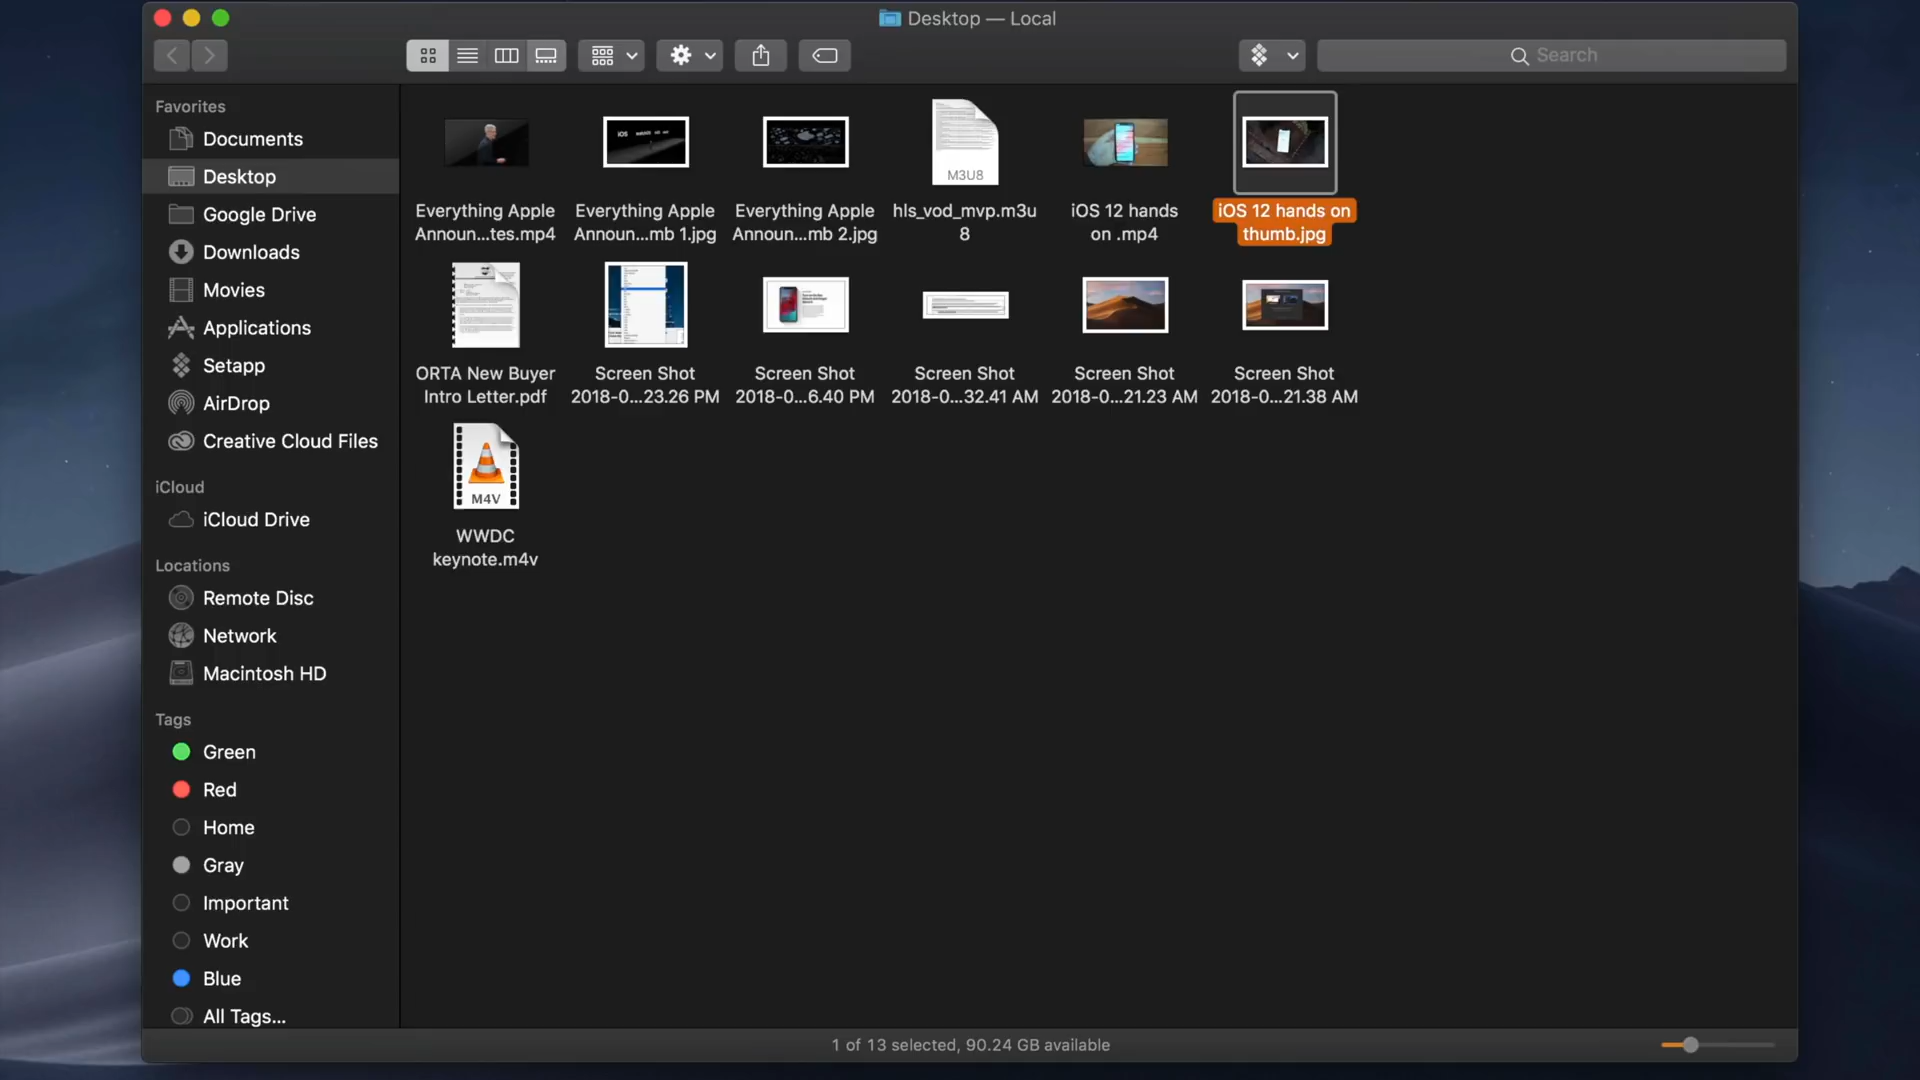 Desktop — Local
Search
Favorites
Documents
Desktop
Google Drive
Downloads
Movies
Applications
Setapp
AirDrop
Creative Cloud Files
iCloud
iCloud Drive
Locations
Remote Disc
Network
Macintosh HD
Tags
Green
Red
Home
Gray
Important
Work
Blue
All Tags...
Everything Apple
Announ...tes.mp4
Everything Apple
Announ...mb 1.jpg
Everything Apple
Announ...mb 2.jpg
M3U8
hls_vod_mvp.m3u
8
iOS 12 hands
on .mp4
iOS 12 hands on
thumb.jpg
ORTA New Buyer
Intro Letter.pdf
Screen Shot
2018-0...23.26 PM
Screen Shot
2018-0...6.40 PM
Screen Shot
2018-0...32.41 AM
Screen Shot
2018-0...21.23 AM
Screen Shot
2018-0...21.38 AM
M4V
WWDC
keynote.m4v
1 of 13 selected, 90.24 GB available